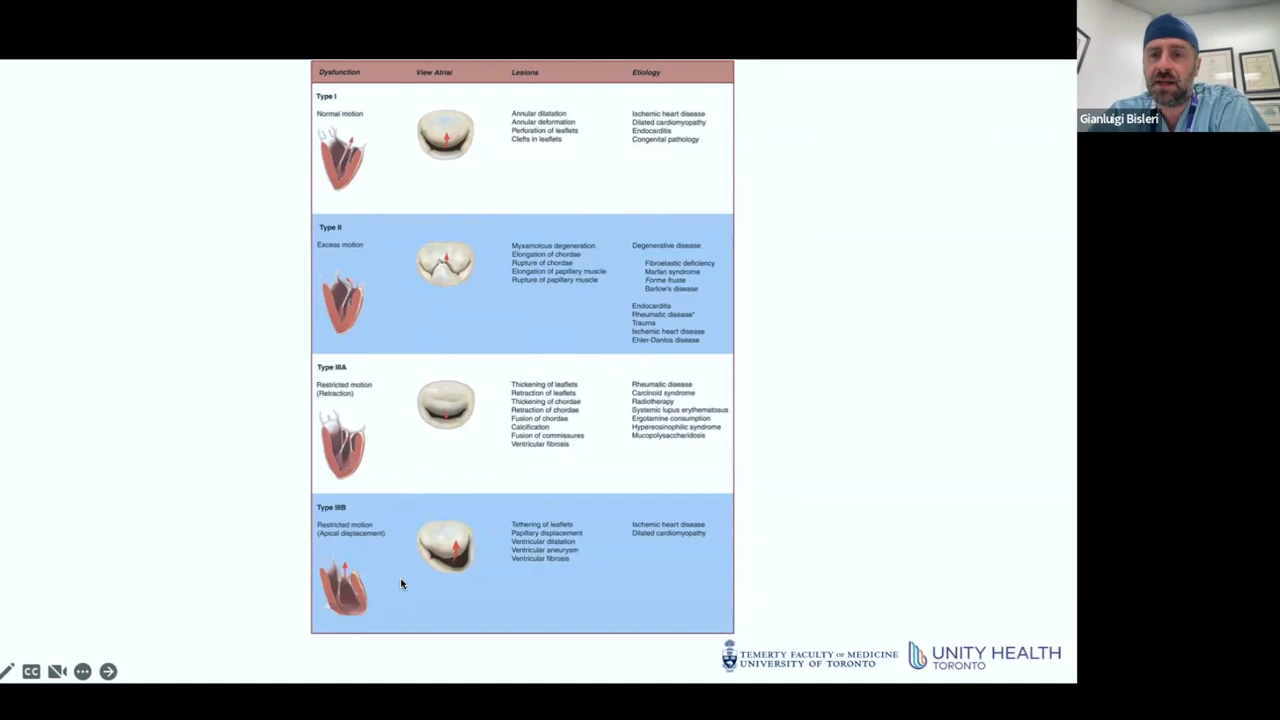 Dysfunction View Atrial Lesions Etiology
Type I
Normal motion
Annular dilatation
Annular deformation
Perforation of leaflets
Clefts in leaflets
Ischemic heart disease
Dilated cardiomyopathy
Endocarditis
Congenital pathology
Type II
Excess motion
Myxamotous degeneration
Elongation of chordae
Rupture of chordae
Elongation of papillary muscle
Rupture of papillary muscle
Degenerative disease
Fibroelastic deficiency
Marfan syndrome
Forme fruste
Barlow's disease
Endocarditis
Rheumatic disease*
Trauma
Ischemic heart disease
Ehler-Danlos disease
Type IIIA
Restricted motion
(Retraction)
Thickening of leaflets
Retraction of leaflets
Thickening of chordae
Retraction of chordae
Fusion of chordae
Calcification
Fusion of commissures
Ventricular fibrosis
Rheumatic disease
Carcinoid syndrome
Radiotherapy
Systemic lupus erythematosus
Ergotamine consumption
Hypereosinophilic syndrome
Mucopolysaccharidosis
Type IIIB
Restricted motion
(Apical displacement)
Tethering of leaflets
Papillary displacement
Ventricular dilatation
Ventricular aneurysm
Ventricular fibrosis
Ischemic heart disease
Dilated cardiomyopathy
Gianluigi Bisleri
CC
TEMERTY FACULTY OF MEDICINE
UNIVERSITY OF TORONTO
UNITY HEALTH
TORONTO